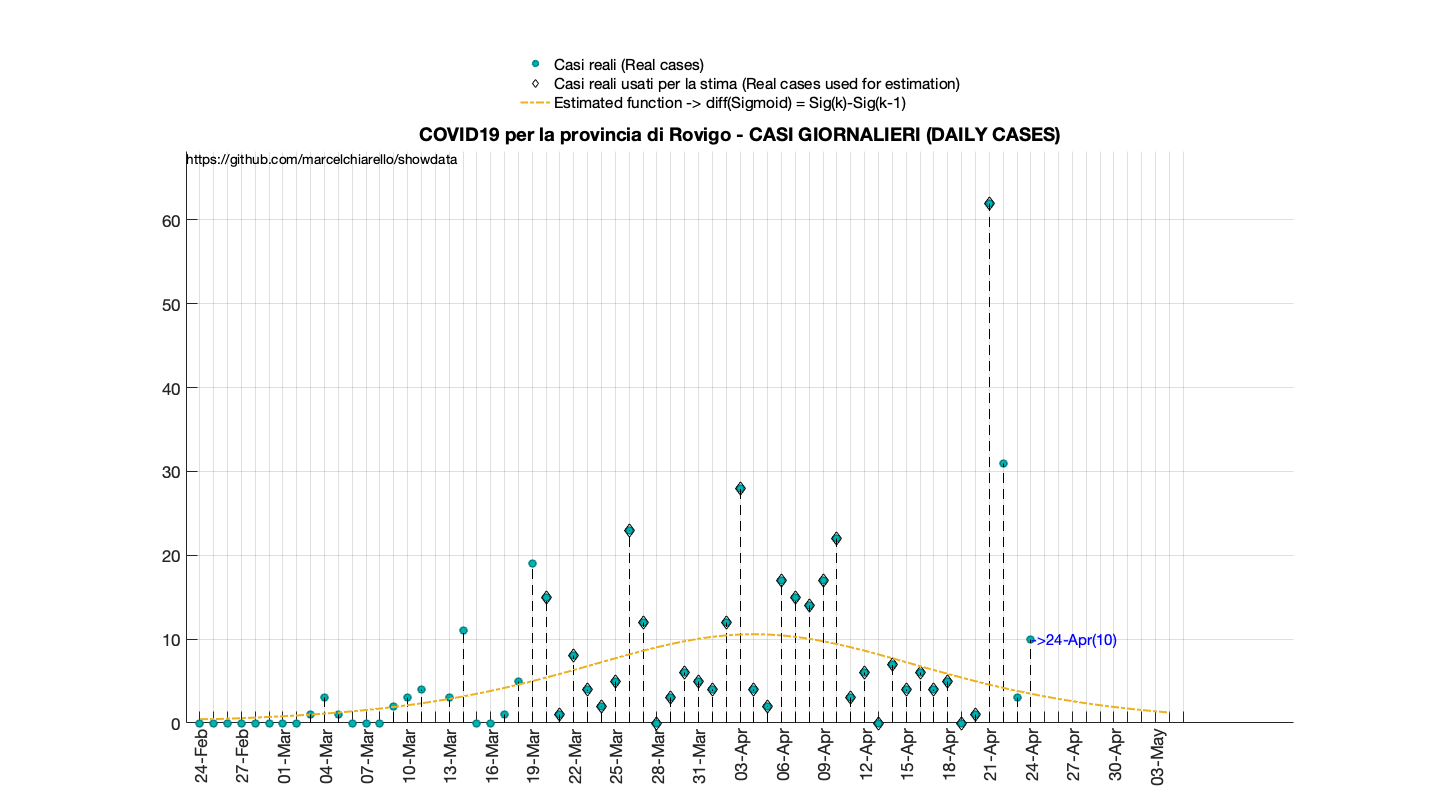 Casi reali (Real cases)
Casi reali usati per la stima (Real cases used for estimation)
Estimated function -> diff(Sigmoid) = Sig(k)-Sig(k-1)
COVID19 per la provincia di Rovigo - CASI GIORNALIERI (DAILY CASES)
https://github.com/marcelchiarello/showdata
60
50
40
30
20
10
0
->24-Apr(10)
24-Feb
27-Feb
01-Mar
04-Mar
07-Mar
10-Mar
13-Mar
16-Mar
19-Mar
22-Mar
25-Mar
28-Mar
31-Mar
03-Apr
06-Apr
09-Apr
12-Apr
15-Apr
18-Apr
21-Apr
24-Apr
27-Apr
30-Apr
03-May